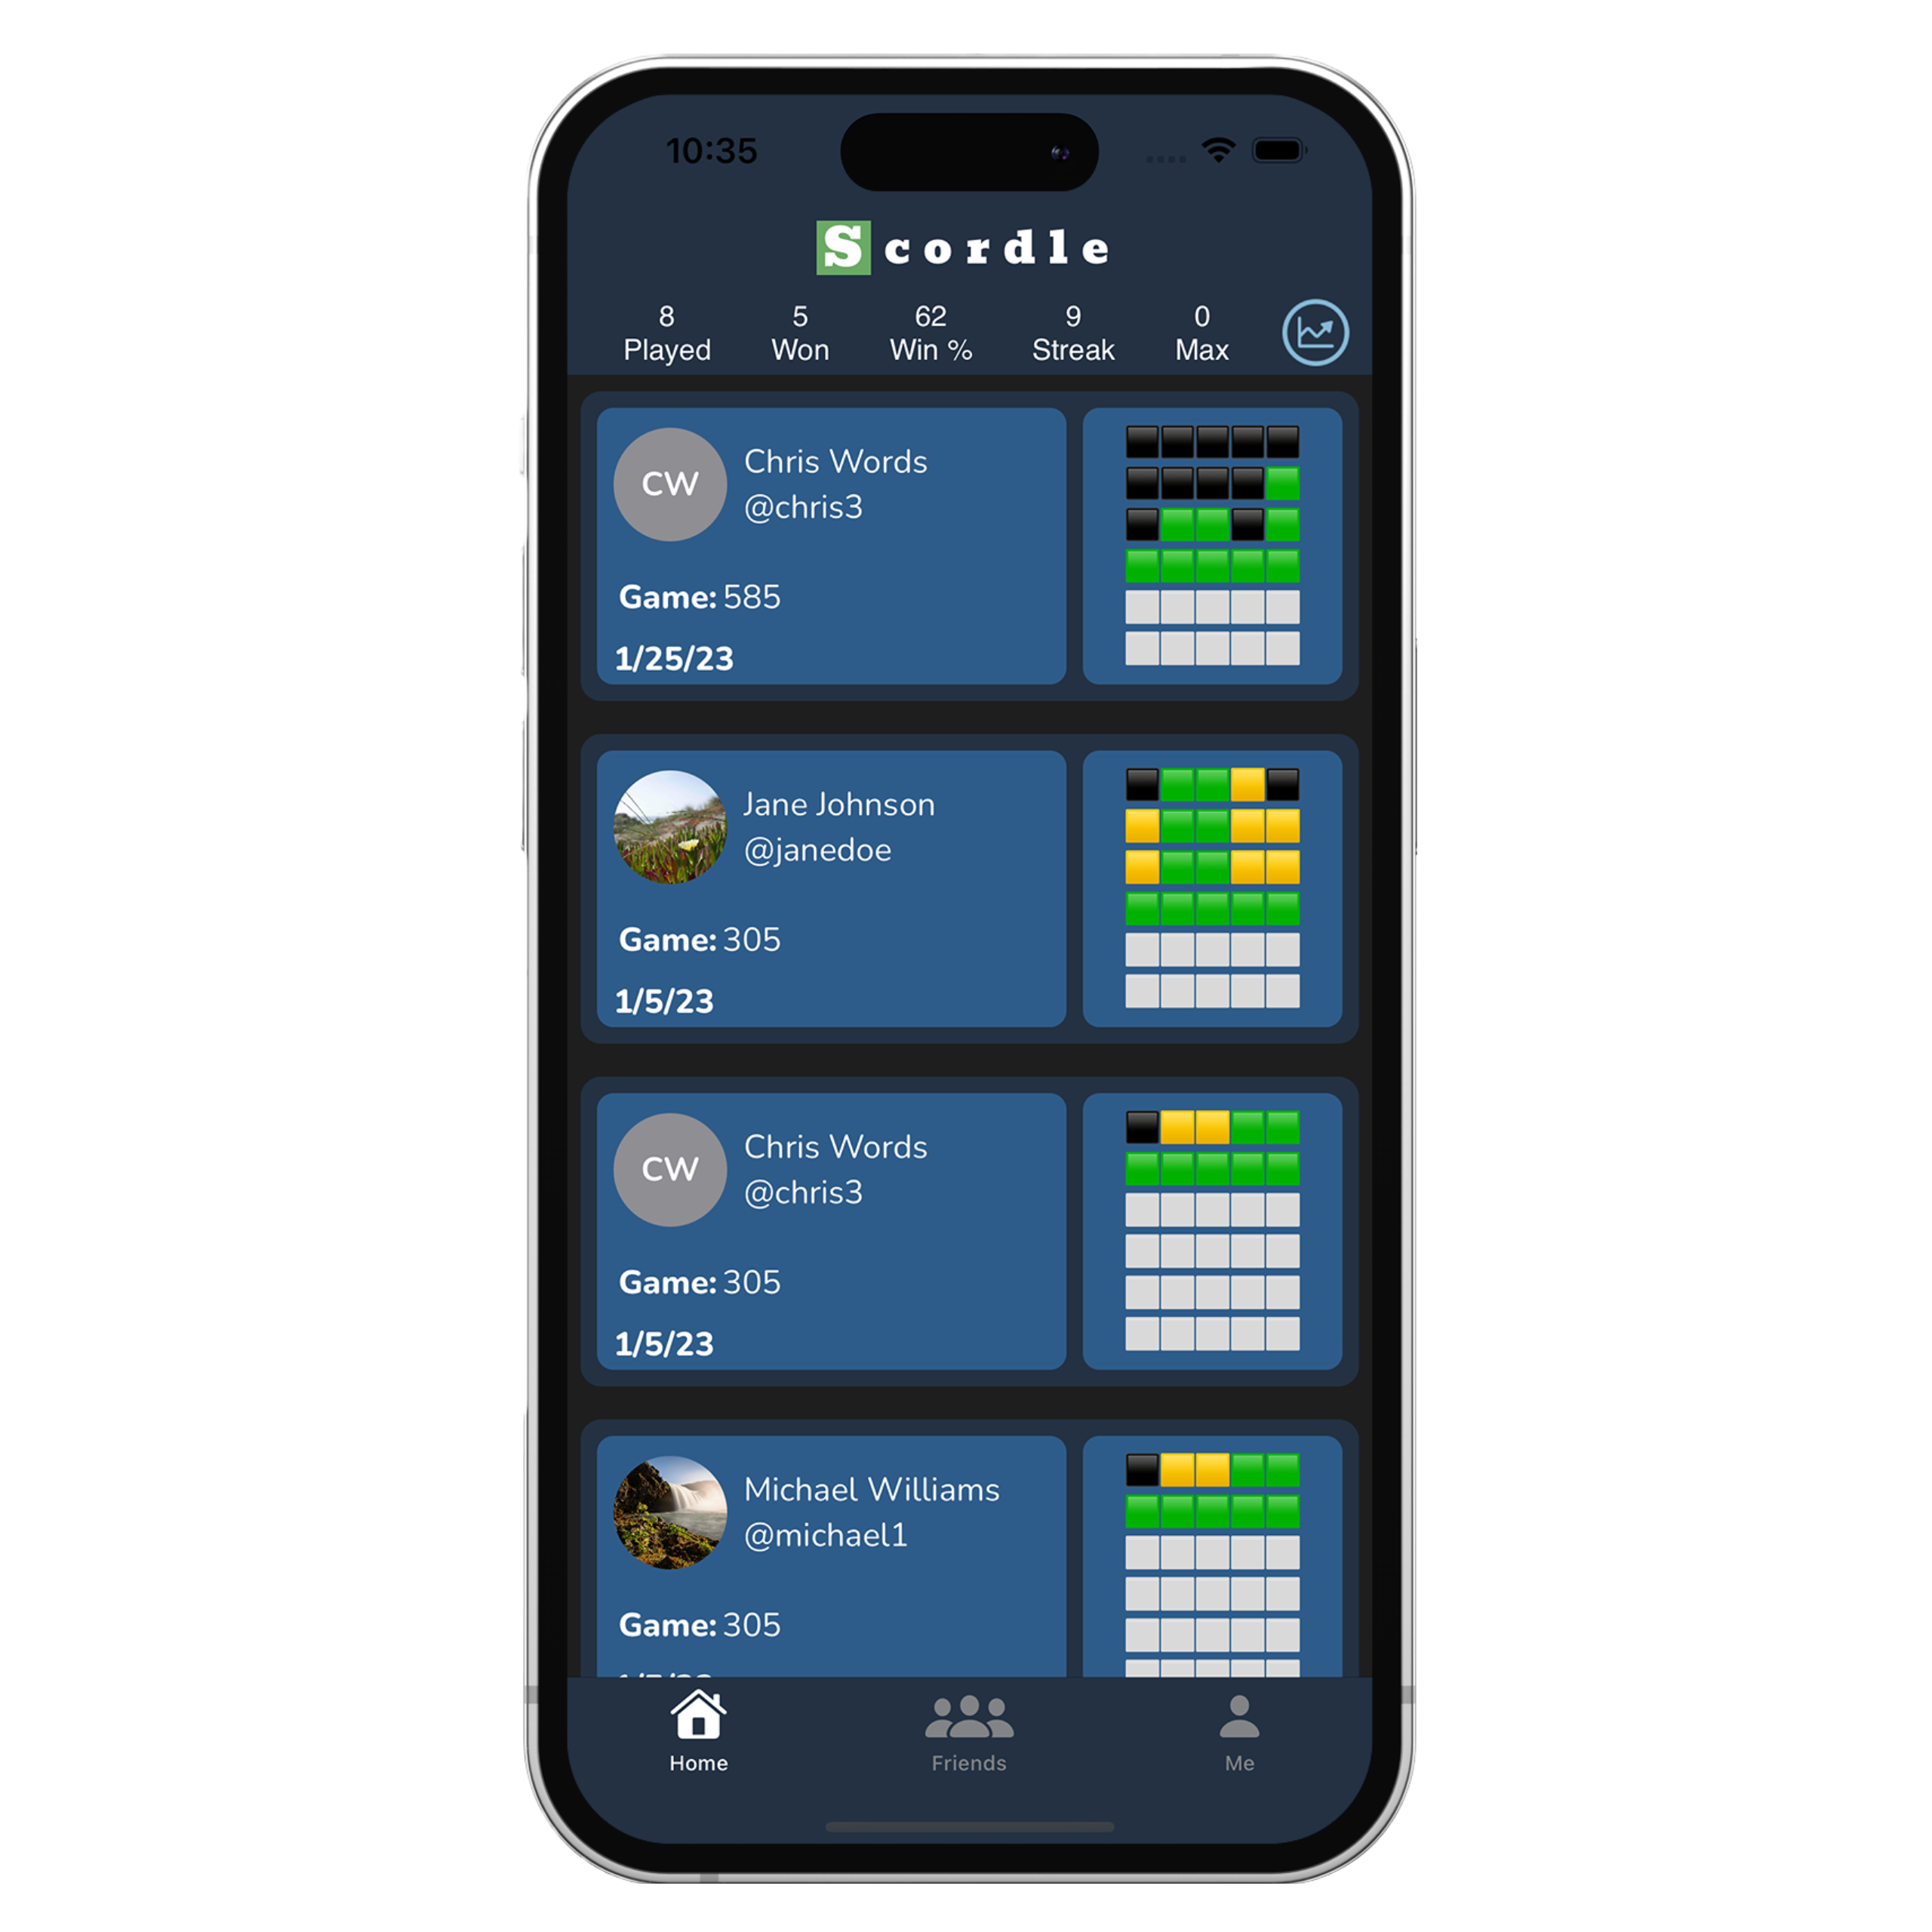 10:35
Scordle
8 5 62 9 0
Played Won Win % Streak Max
CW
Chris Words
@chris3
Game: 585
1/25/23
Jane Johnson
@janedoe
Game: 305
1/5/23
CW
Chris Words
@chris3
Game: 305
1/5/23
Michael Williams
@michael1
Game: 305
Home Friends Me